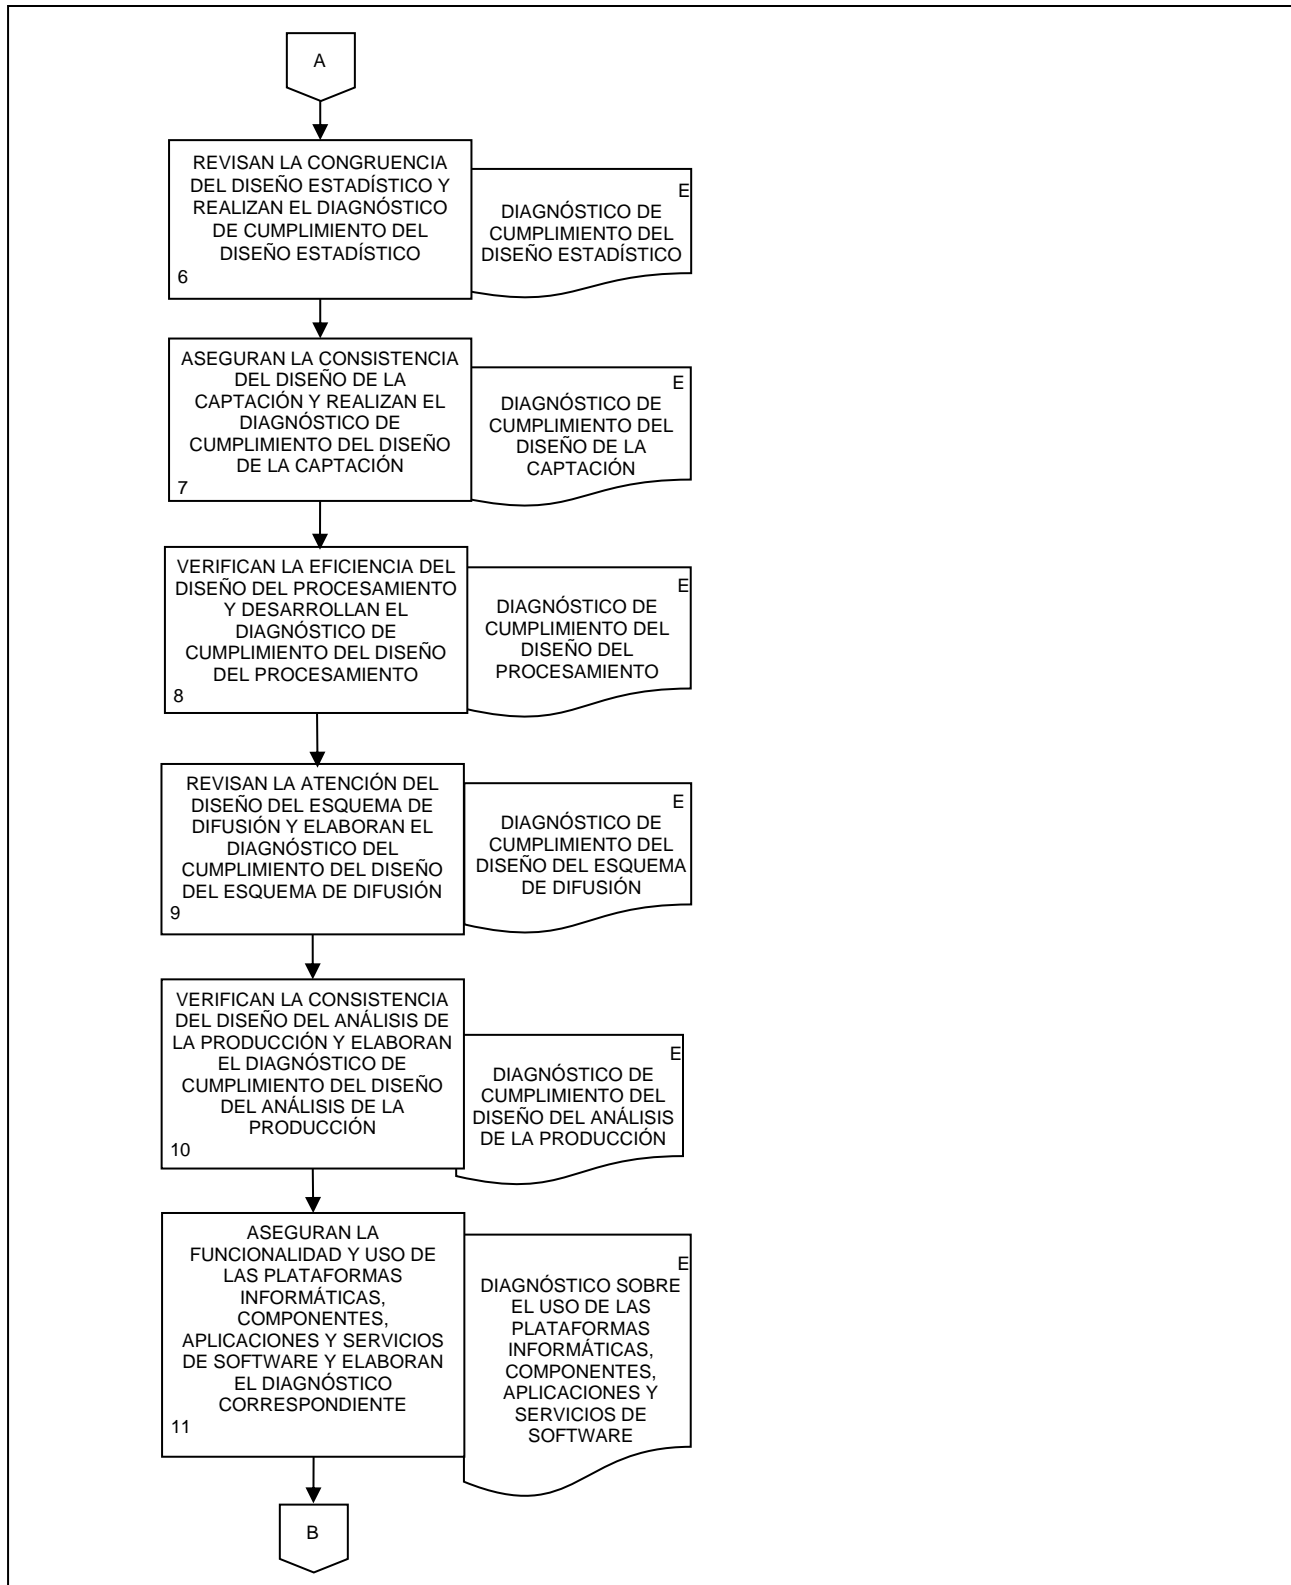 A
REVISAN LA CONGRUENCIA
DEL DISEÑO ESTADÍSTICO Y
REALIZAN EL DIAGNÓSTICO
DE CUMPLIMIENTO DEL
DISEÑO ESTADÍSTICO
6
E
DIAGNÓSTICO DE
CUMPLIMIENTO DEL
DISEÑO ESTADÍSTICO
ASEGURAN LA CONSISTENCIA
DEL DISEÑO DE LA
CAPTACIÓN Y REALIZAN EL
DIAGNÓSTICO DE
CUMPLIMIENTO DEL DISEÑO
DE LA CAPTACIÓN
7
E
DIAGNÓSTICO DE
CUMPLIMIENTO DEL
DISEÑO DE LA
CAPTACIÓN
VERIFICAN LA EFICIENCIA DEL
DISEÑO DEL PROCESAMIENTO
Y DESARROLLAN EL
DIAGNÓSTICO DE
CUMPLIMIENTO DEL DISEÑO
DEL PROCESAMIENTO
8
E
DIAGNÓSTICO DE
CUMPLIMIENTO DEL
DISEÑO DEL
PROCESAMIENTO
REVISAN LA ATENCIÓN DEL
DISEÑO DEL ESQUEMA DE
DIFUSIÓN Y ELABORAN EL
DIAGNÓSTICO DEL
CUMPLIMIENTO DEL DISEÑO
DEL ESQUEMA DE DIFUSIÓN
9
E
DIAGNÓSTICO DE
CUMPLIMIENTO DEL
DISEÑO DEL ESQUEMA
DE DIFUSIÓN
VERIFICAN LA CONSISTENCIA
DEL DISEÑO DEL ANÁLISIS DE
LA PRODUCCIÓN Y ELABORAN
EL DIAGNÓSTICO DE
CUMPLIMIENTO DEL DISEÑO
DEL ANÁLISIS DE LA
PRODUCCIÓN
10
E
DIAGNÓSTICO DE
CUMPLIMIENTO DEL
DISEÑO DEL ANÁLISIS
DE LA PRODUCCIÓN
ASEGURAN LA
FUNCIONALIDAD Y USO DE
LAS PLATAFORMAS
INFORMÁTICAS,
COMPONENTES,
APLICACIONES Y SERVICIOS
DE SOFTWARE Y ELABORAN
EL DIAGNÓSTICO
CORRESPONDIENTE
11
E
DIAGNÓSTICO SOBRE
EL USO DE LAS
PLATAFORMAS
INFORMÁTICAS,
COMPONENTES,
APLICACIONES Y
SERVICIOS DE
SOFTWARE
B